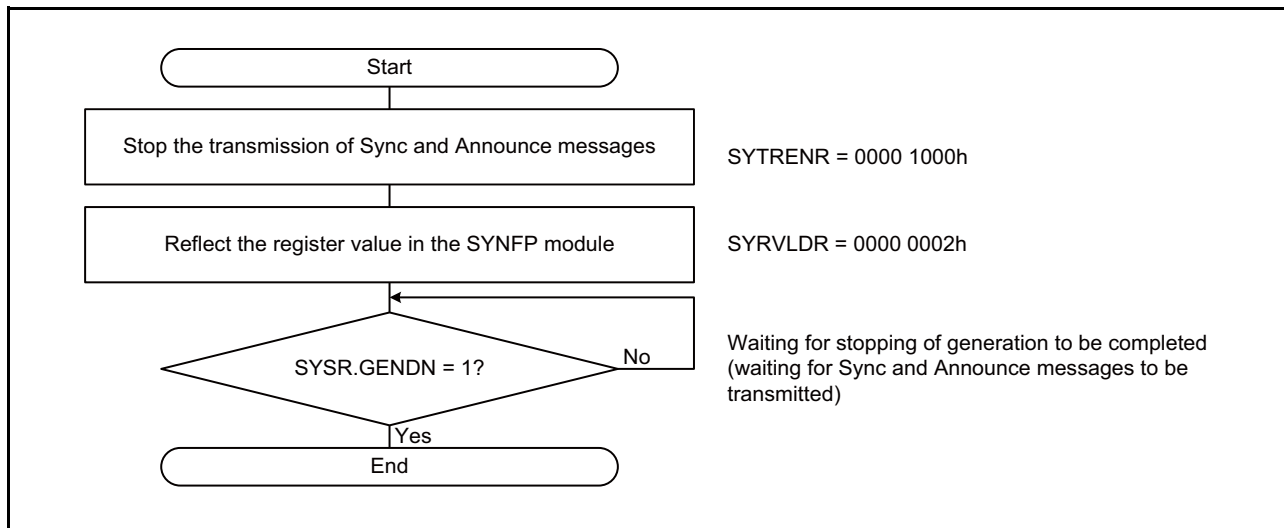 Start
Stop the transmission of Sync and Announce messages
SYTRENR = 0000 1000h
Reflect the register value in the SYNFP module
SYRVLDR = 0000 0002h
SYSR.GENDN = 1?
No
Waiting for stopping of generation to be completed
(waiting for Sync and Announce messages to be
transmitted)
Yes
End